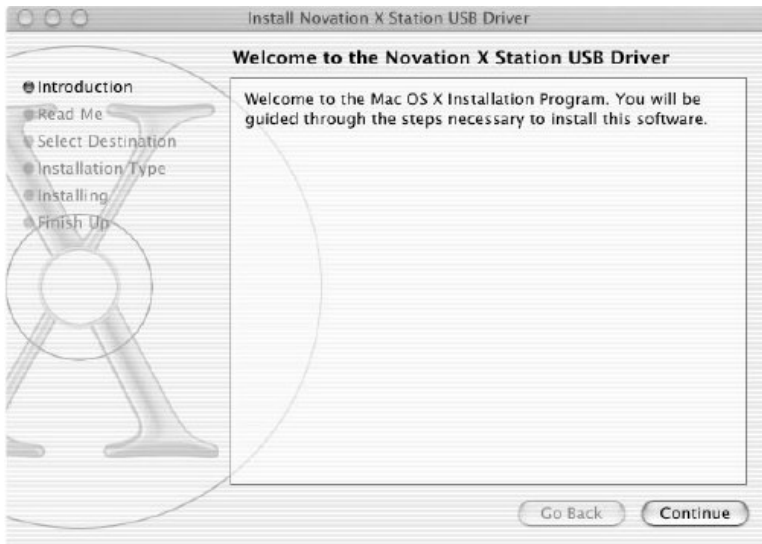 Install Novation X Station USB Driver
Welcome to the Novation X Station USB Driver
Introduction
Read Me
Select Destination
Installation Type
Installing
Finish Up
Welcome to the Mac OS X Installation Program. You will be
guided through the steps necessary to install this software.
Go Back
Continue